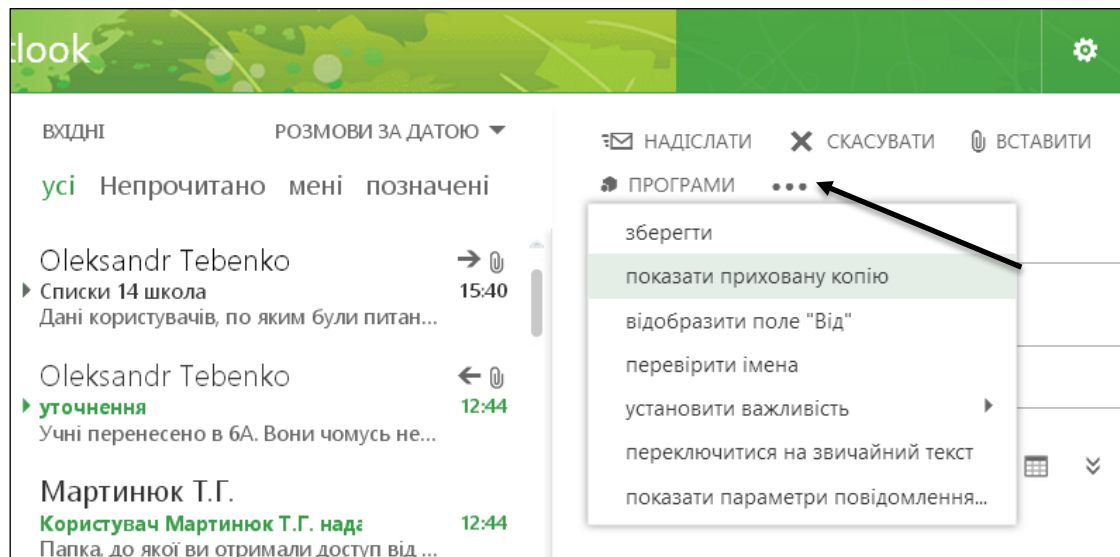 tlook
ВХІДНІ РОЗМОВИ ЗА ДАТОЮ
усі Непрочитано мені позначені
Oleksandr Tebenko
Списки 14 школа 15:40
Дані користувачів, по яким були питан...
Oleksandr Tebenko
уточнення 12:44
Учні перенесено в 6А. Вони чомусь не...
Мартинюк Т.Г.
Користувач Мартинюк Т.Г. нада 12:44
Папка, до якої ви отримали доступ від ...
НАДІСЛАТИ СКАСУВАТИ ВСТАВИТИ
ПРОГРАМИ •••
зберегти
показати приховану копію
відобразити поле "Від"
перевірити імена
установити важливість
переключитися на звичайний текст
показати параметри повідомлення...